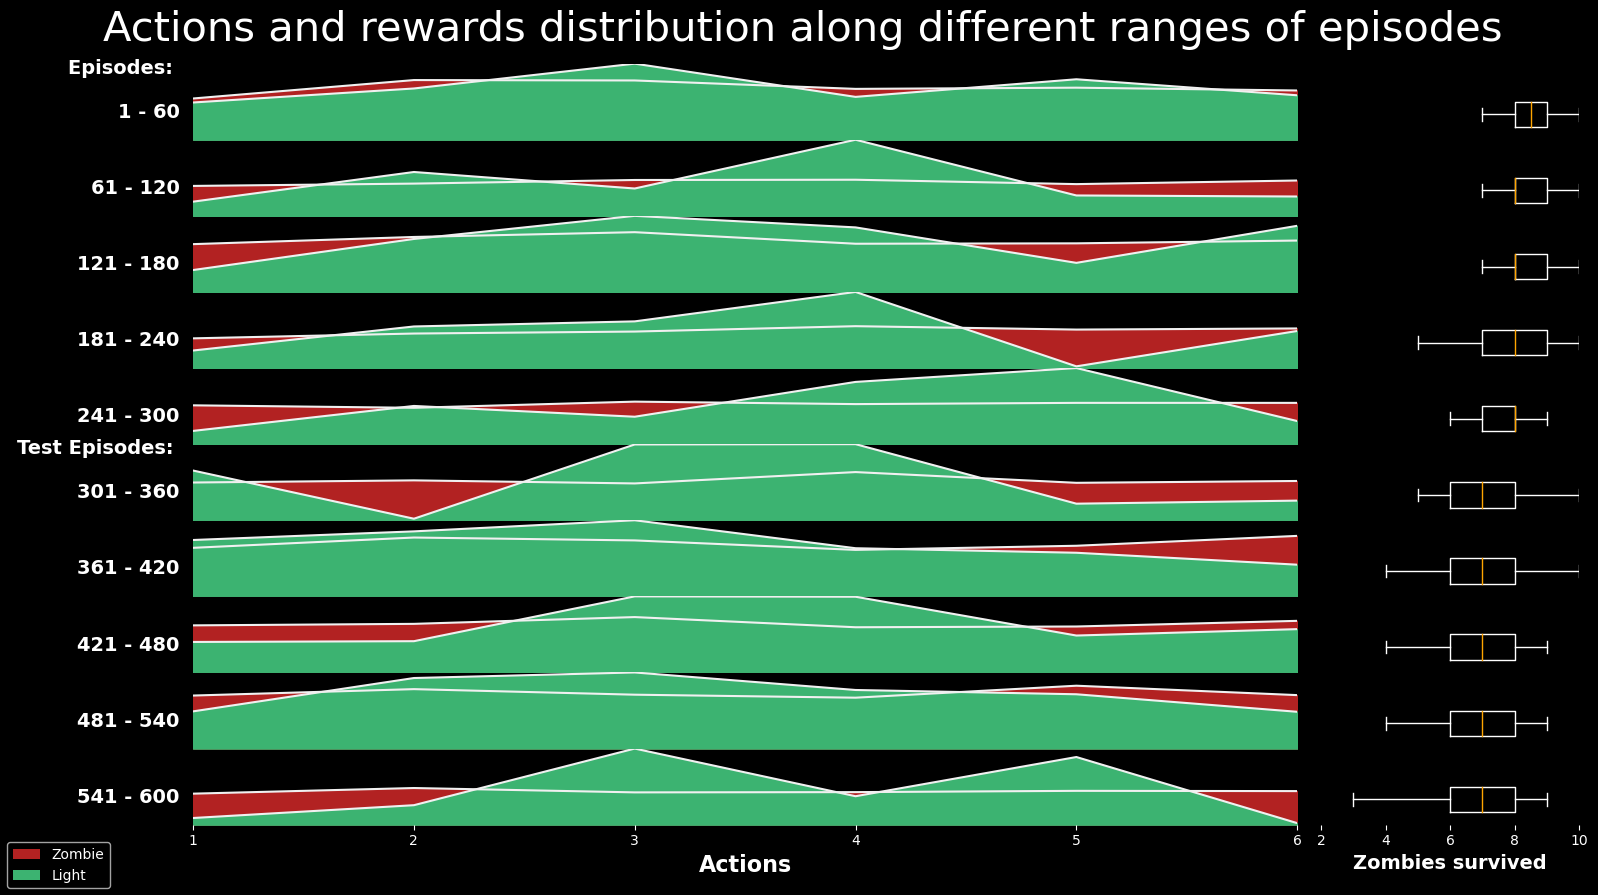 Actions and rewards distribution along different ranges of episodes
Episodes:
1 - 60
61 - 120
121 - 180
181 - 240
241 - 300
Test Episodes:
301 - 360
361 - 420
421 - 480
481 - 540
541 - 600
1 2 3 4 5 6
2 4 6 8 10
Actions
Zombies survived
Zombie
Light